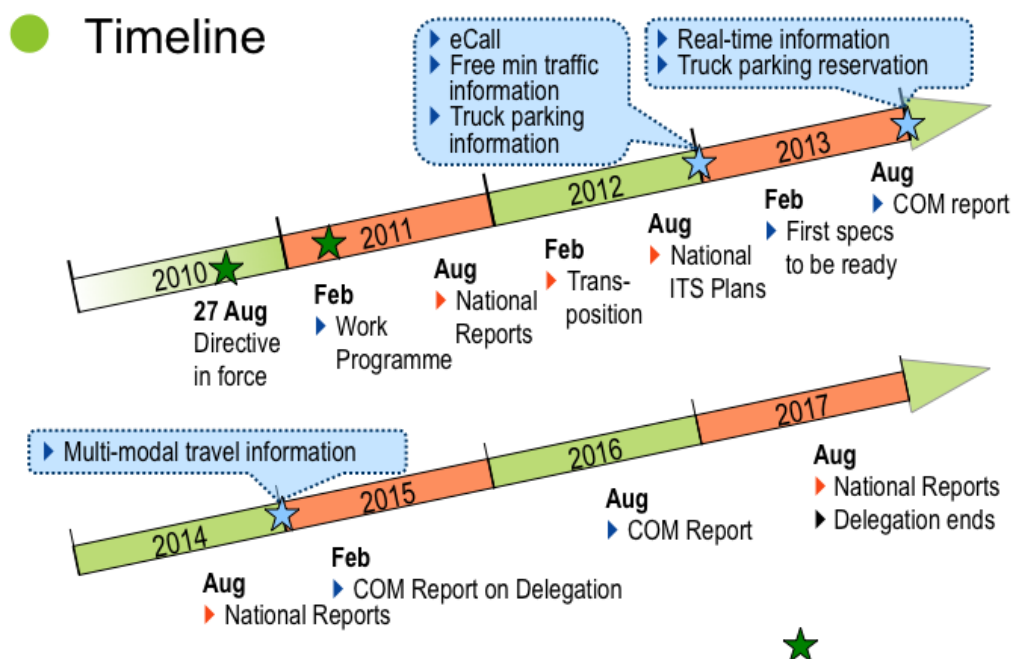 Timeline
eCall
Free min traffic
information
Truck parking
information
Real-time information
Truck parking reservation
2010
2011
2012
2013
27 Aug
Directive
in force
Feb
Work
Programme
Aug
National
Reports
Feb
Trans-
position
Aug
National
ITS Plans
Feb
First specs
to be ready
Aug
COM report
Multi-modal travel information
2014
2015
2016
2017
Aug
National Reports
Feb
COM Report on Delegation
Aug
COM Report
Aug
National Reports
Delegation ends